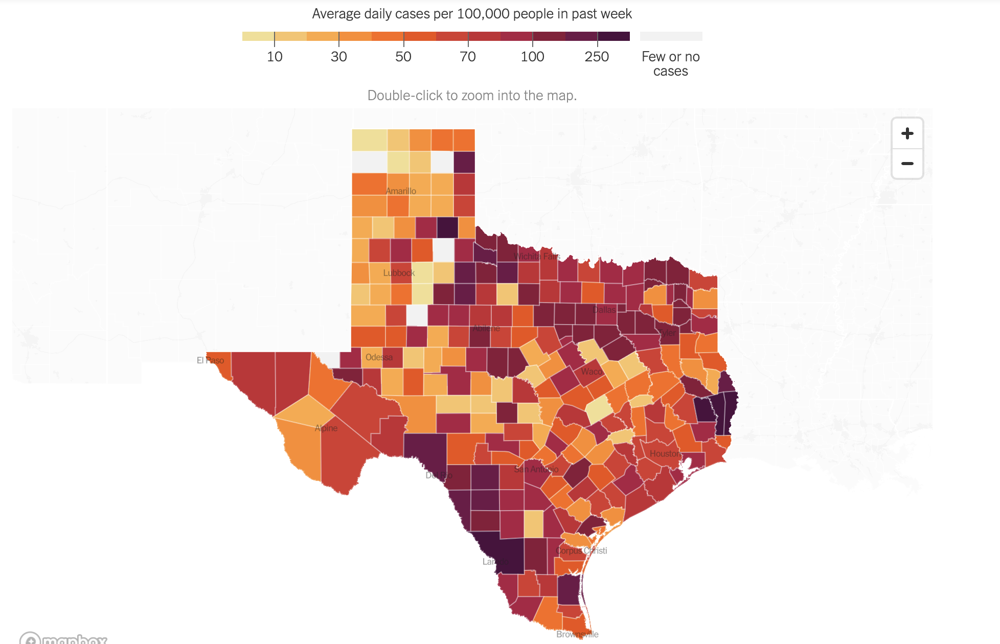 Average daily cases per 100,000 people in past week
10 30 50 70 100 250 Few or no
cases
Double-click to zoom into the map.
+
−
Amarillo
Wichita Falls
Lubbock
Dallas
Abilene
Tyler
El Paso
Odessa
Waco
Alpine
Houston
San Antonio
Del Rio
Corpus Christi
Brownsville
mapbox